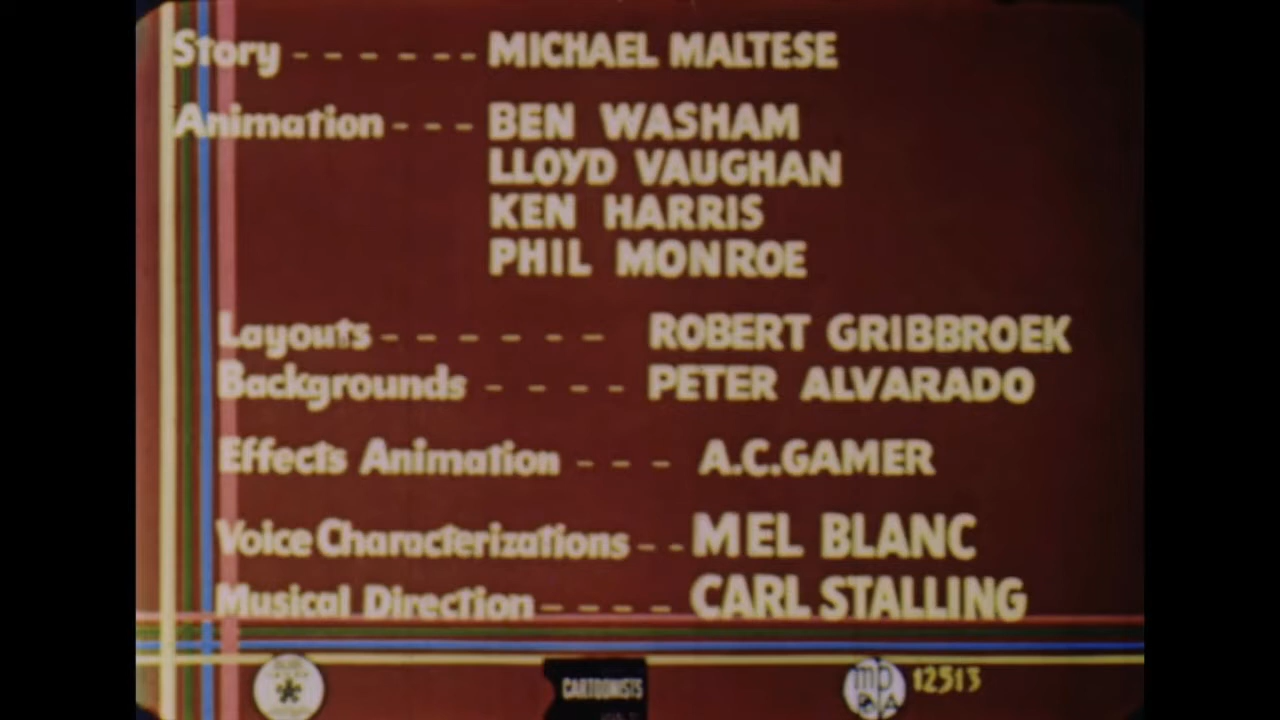 Story - - - - - - MICHAEL MALTESE
Animation - - - BEN WASHAM
LLOYD VAUGHAN
KEN HARRIS
PHIL MONROE
Layouts - - - - - - ROBERT GRIBBROEK
Backgrounds - - - - PETER ALVARADO
Effects Animation - - - A.C.GAMER
Voice Characterizations - - MEL BLANC
Musical Direction - - - - CARL STALLING
CARTOONISTS
12513